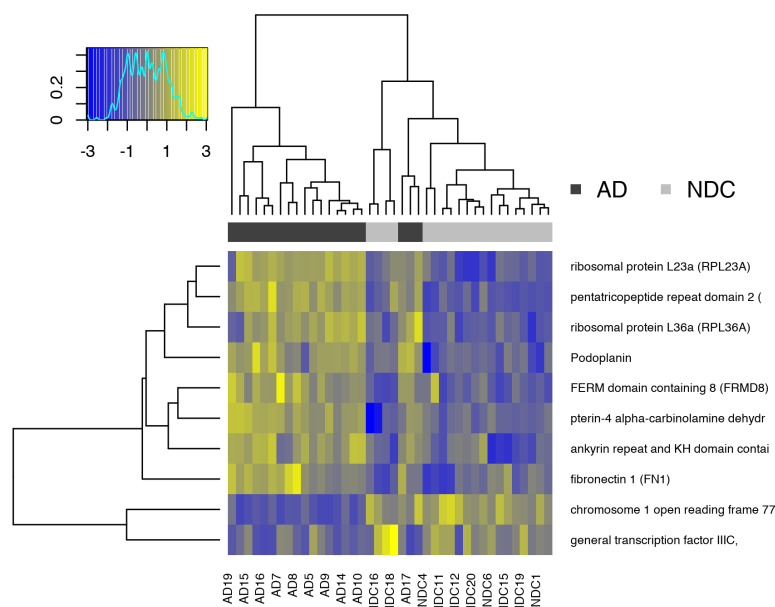 0.2
0
-3 -1 1 3
AD NDC
ribosomal protein L23a (RPL23A)
pentatricopeptide repeat domain 2 (
ribosomal protein L36a (RPL36A)
Podoplanin
FERM domain containing 8 (FRMD8)
pterin-4 alpha-carbinolamine dehydr
ankyrin repeat and KH domain contai
fibronectin 1 (FN1)
chromosome 1 open reading frame 77
general transcription factor IIIC,
AD19 AD15 AD16 AD7 AD8 AD5 AD9 AD14 AD10 IDC16 IDC18 AD17 NDC4 IDC11 IDC12 IDC20 NDC6 IDC15 IDC19 NDC1